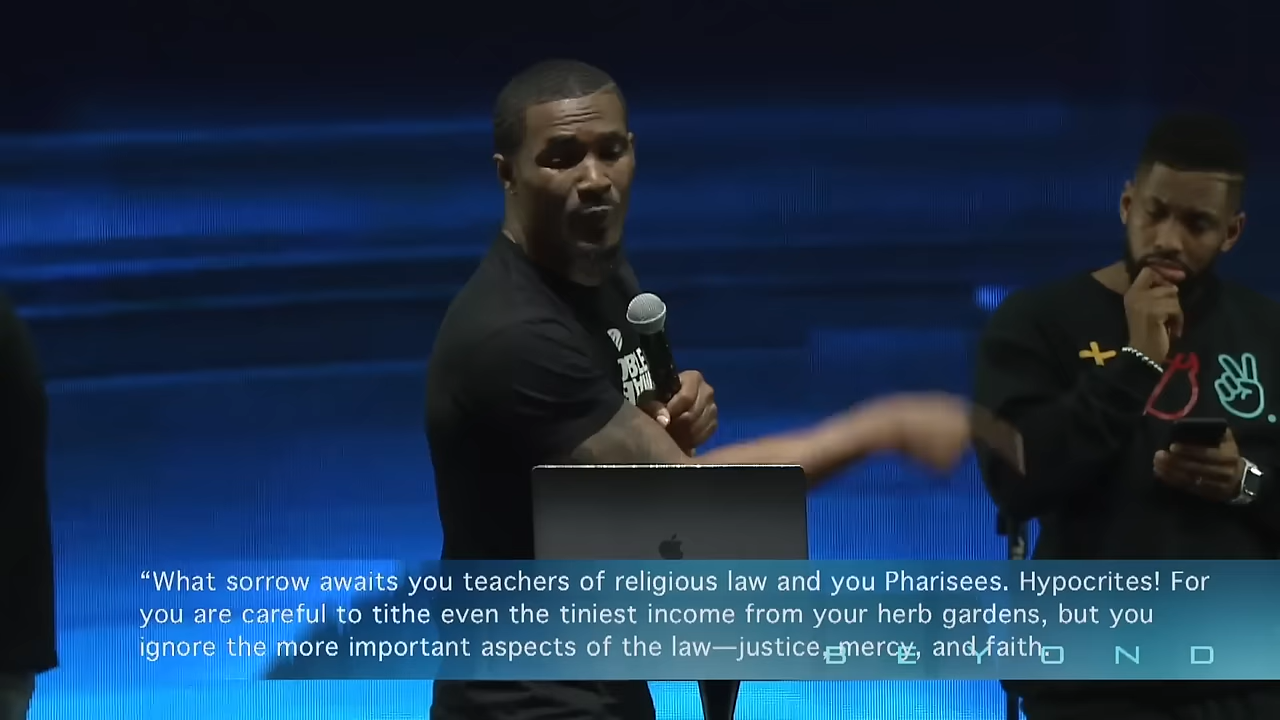 “What sorrow awaits you teachers of religious law and you Pharisees. Hypocrites! For
you are careful to tithe even the tiniest income from your herb gardens, but you
ignore the more important aspects of the law—justice, mercy, and faith.
BEYOND